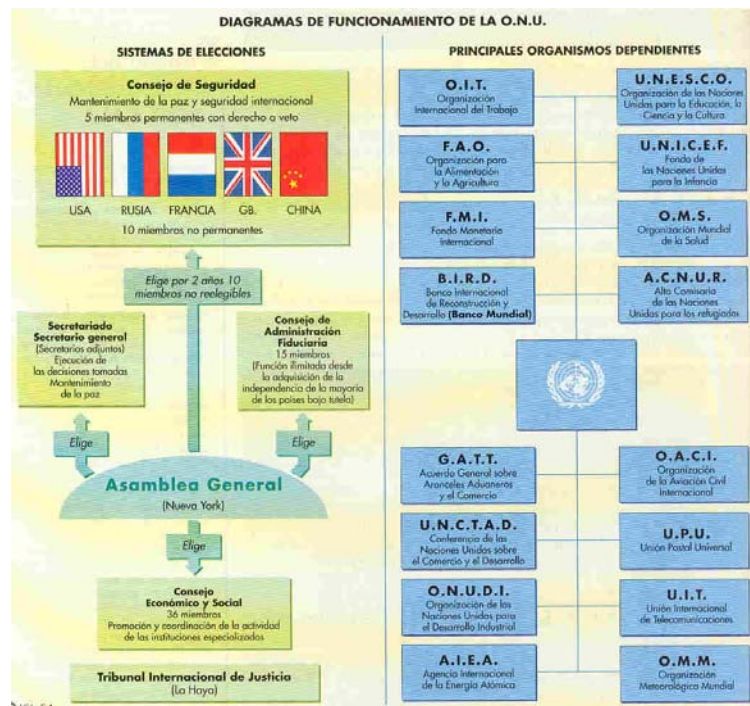 DIAGRAMAS DE FUNCIONAMIENTO DE LA O.N.U.
SISTEMAS DE ELECCIONES
Consejo de Seguridad
Mantenimiento de la paz y seguridad internacional
5 miembros permanentes con derecho a veto
USA RUSIA FRANCIA GB. CHINA
10 miembros no permanentes
Elige por 2 años 10
miembros no reelegibles
Secretariado
Secretario general
(Secretarios adjuntos)
Ejecución de
las decisiones tomadas
Mantenimiento
de la paz
Consejo de
Administración
Fiduciaria
15 miembros
(Función ilimitada desde
la adquisición de la
independencia de la mayoría
de los países bajo tutela)
Elige
Elige
Asamblea General
(Nueva York)
Elige
Consejo
Económico y Social
36 miembros
Promoción y coordinación de la actividad
de las instituciones especializadas
Tribunal Internacional de Justicia
(La Haya)
PRINCIPALES ORGANISMOS DEPENDIENTES
O.I.T.
Organización
Internacional del Trabajo
U.N.E.S.C.O.
Organización de las Naciones
Unidas para la Educación, la
Ciencia y la Cultura
F.A.O.
Organización para
la Alimentación
y la Agricultura
U.N.I.C.E.F.
Fondo de
las Naciones Unidas
para la Infancia
F.M.I.
Fondo Monetario
Internacional
O.M.S.
Organización Mundial
de la Salud
B.I.R.D.
Banco Internacional
de Reconstrucción y
Desarrollo (Banco Mundial)
A.C.N.U.R.
Alta Comisaría
de las Naciones
Unidas para los refugiados
G.A.T.T.
Acuerdo General sobre
Aranceles Aduaneros
y el Comercio
O.A.C.I.
Organización
de la Aviación Civil
Internacional
U.N.C.T.A.D.
Conferencia de las
Naciones Unidas sobre
el Comercio y el Desarrollo
U.P.U.
Unión Postal Universal
O.N.U.D.I.
Organización de las
Naciones Unidas para
el Desarrollo Industrial
U.I.T.
Unión Internacional
de Telecomunicaciones
A.I.E.A.
Agencia Internacional
de la Energía Atómica
O.M.M.
Organización
Meteorológica Mundial